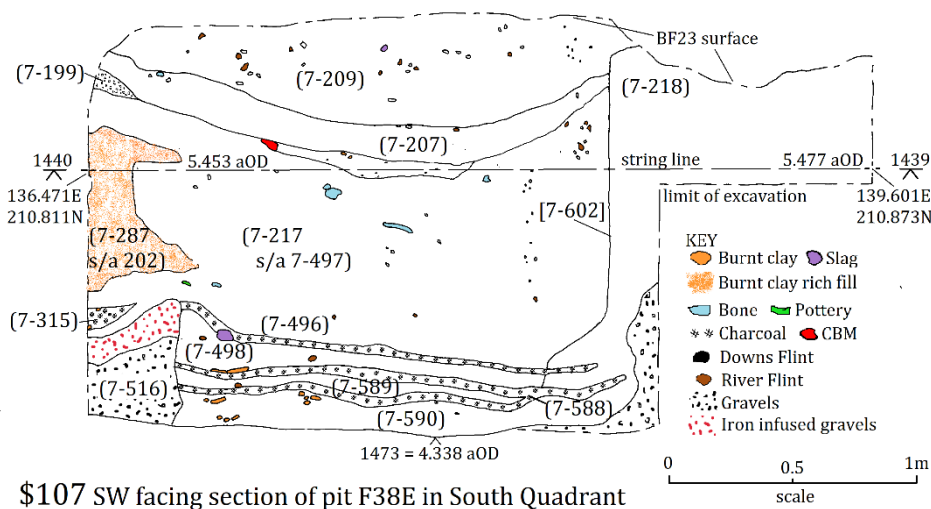 BF23 surface
(7-199)
(7-209)
(7-218)
(7-207)
1440
5.453 aOD
string line
5.477 aOD
1439
136.471E
210.811N
limit of excavation
139.601E
210.873N
[7-602]
(7-287
s/a 202)
(7-217
s/a 7-497)
KEY
Burnt clay
Slag
Burnt clay rich fill
Bone
Pottery
Charcoal
CBM
Downs Flint
River Flint
Gravels
Iron infused gravels
(7-315)
(7-496)
(7-498)
(7-516)
(7-589)
(7-588)
(7-590)
1473 = 4.338 aOD
0
0.5
1m
scale
$107 SW facing section of pit F38E in South Quadrant